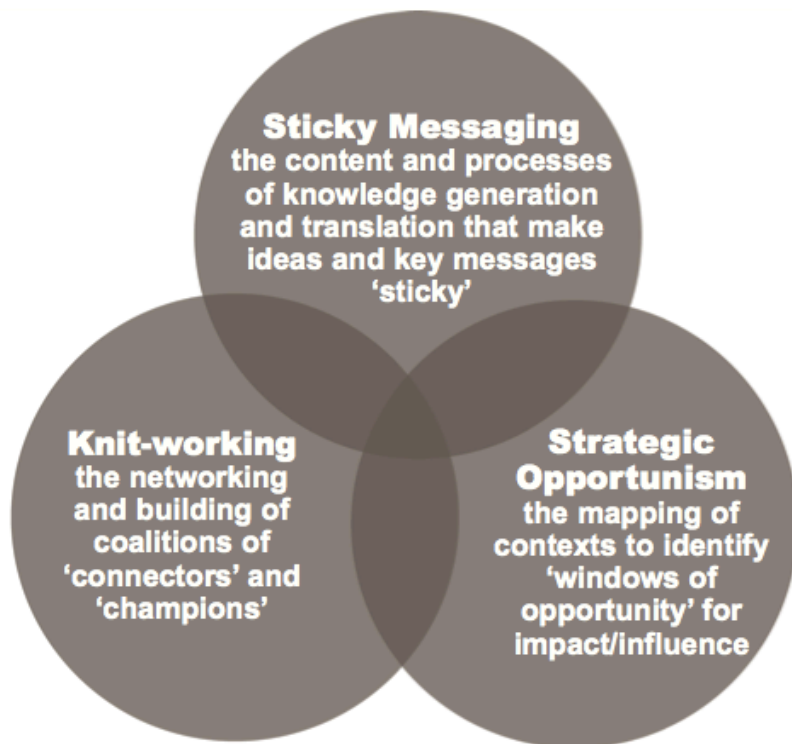 Sticky Messaging
the content and processes
of knowledge generation
and translation that make
ideas and key messages
‘sticky’
Knit-working
the networking
and building of
coalitions of
‘connectors’ and
‘champions’
Strategic
Opportunism
the mapping of
contexts to identify
‘windows of
opportunity’ for
impact/influence